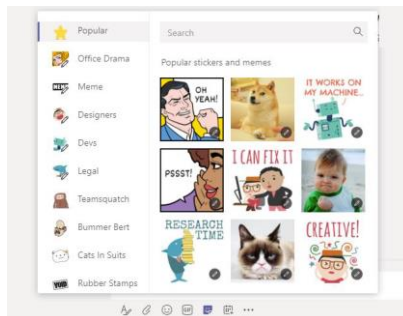 Popular
Office Drama
Meme
Designers
Devs
Legal
Teamsquatch
Bummer Bert
Cats In Suits
Rubber Stamps
Search
Popular stickers and memes
OH
YEAH!
IT WORKS ON
MY MACHINE...
PSSST!
I CAN FIX IT
RESEARCH
TIME
CREATIVE!
GIF